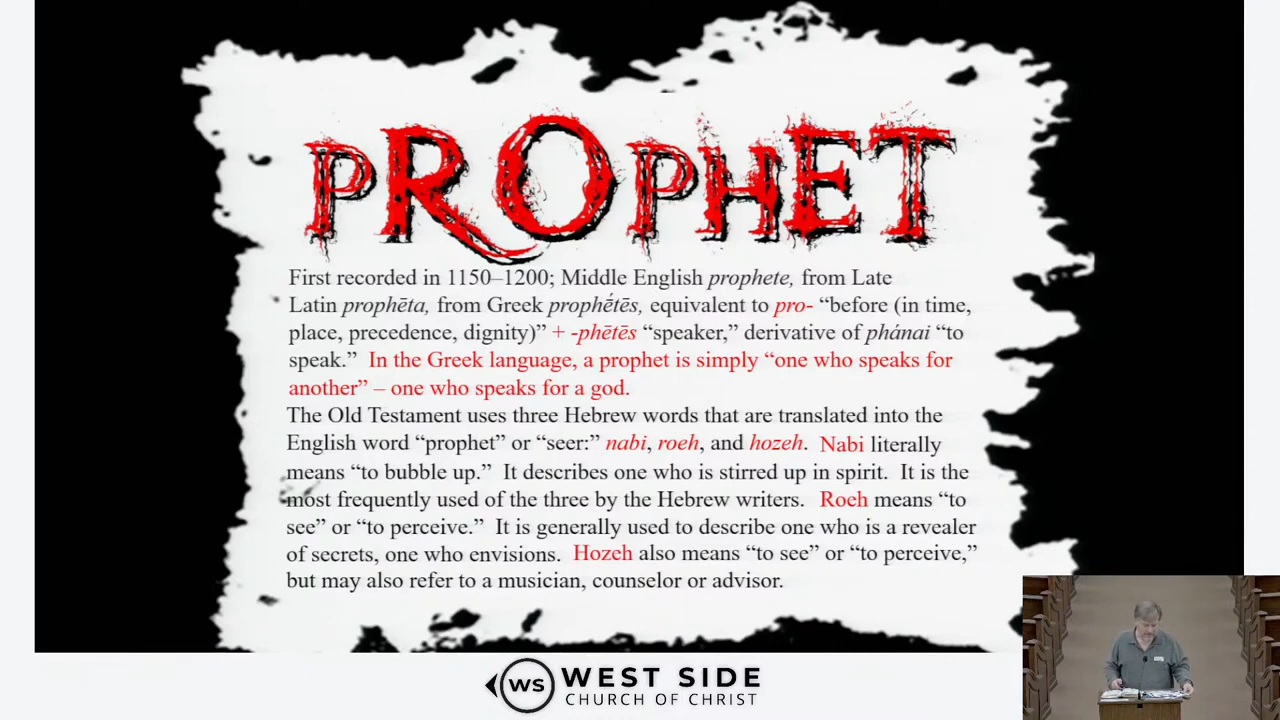 PROPHET
First recorded in 1150–1200; Middle English prophete, from Late
Latin prophēta, from Greek prophḗtēs, equivalent to pro- “before (in time,
place, precedence, dignity)” + -phētēs “speaker,” derivative of phánai “to
speak.” In the Greek language, a prophet is simply “one who speaks for
another” – one who speaks for a god.
The Old Testament uses three Hebrew words that are translated into the
English word “prophet” or “seer:” nabi, roeh, and hozeh. Nabi literally
means “to bubble up.” It describes one who is stirred up in spirit. It is the
most frequently used of the three by the Hebrew writers. Roeh means “to
see” or “to perceive.” It is generally used to describe one who is a revealer
of secrets, one who envisions. Hozeh also means “to see” or “to perceive,”
but may also refer to a musician, counselor or advisor.
WS WEST SIDE
CHURCH OF CHRIST